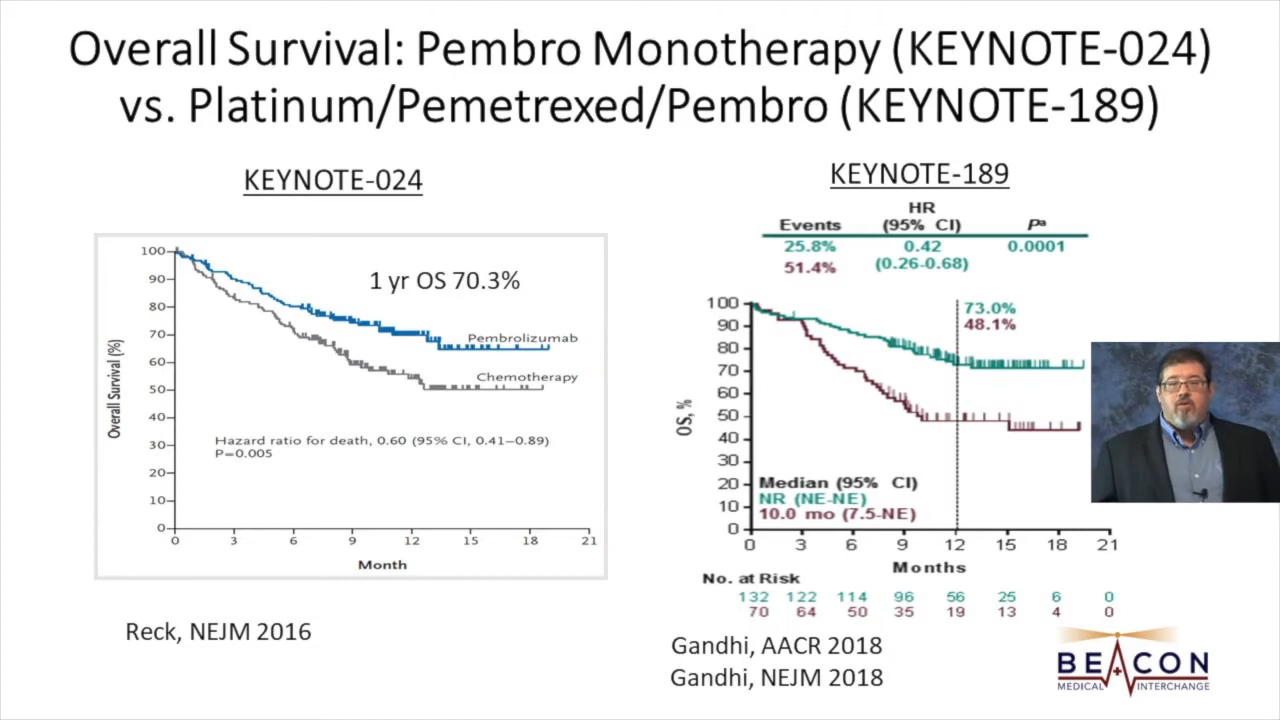 Overall Survival: Pembro Monotherapy (KEYNOTE-024)
vs. Platinum/Pemetrexed/Pembro (KEYNOTE-189)
KEYNOTE-024
100
90
80
70
60
50
40
30
20
10
0
Overall Survival (%)
1 yr OS 70.3%
Pembrolizumab
Chemotherapy
Hazard ratio for death, 0.60 (95% CI, 0.41–0.89)
P=0.005
0 3 6 9 12 15 18 21
Month
Reck, NEJM 2016
KEYNOTE-189
HR
Events (95% CI) Pᵃ
25.8% 0.42 0.0001
51.4% (0.26-0.68)
100
90
80
70
60
50
40
30
20
10
0
OS, %
73.0%
48.1%
Median (95% CI)
NR (NE-NE)
10.0 mo (7.5-NE)
0 3 6 9 12 15 18 21
Months
No. at Risk
132 122 114 96 56 25 6 0
70 64 50 35 19 13 4 0
Gandhi, AACR 2018
Gandhi, NEJM 2018
BEACON
MEDICAL INTERCHANGE